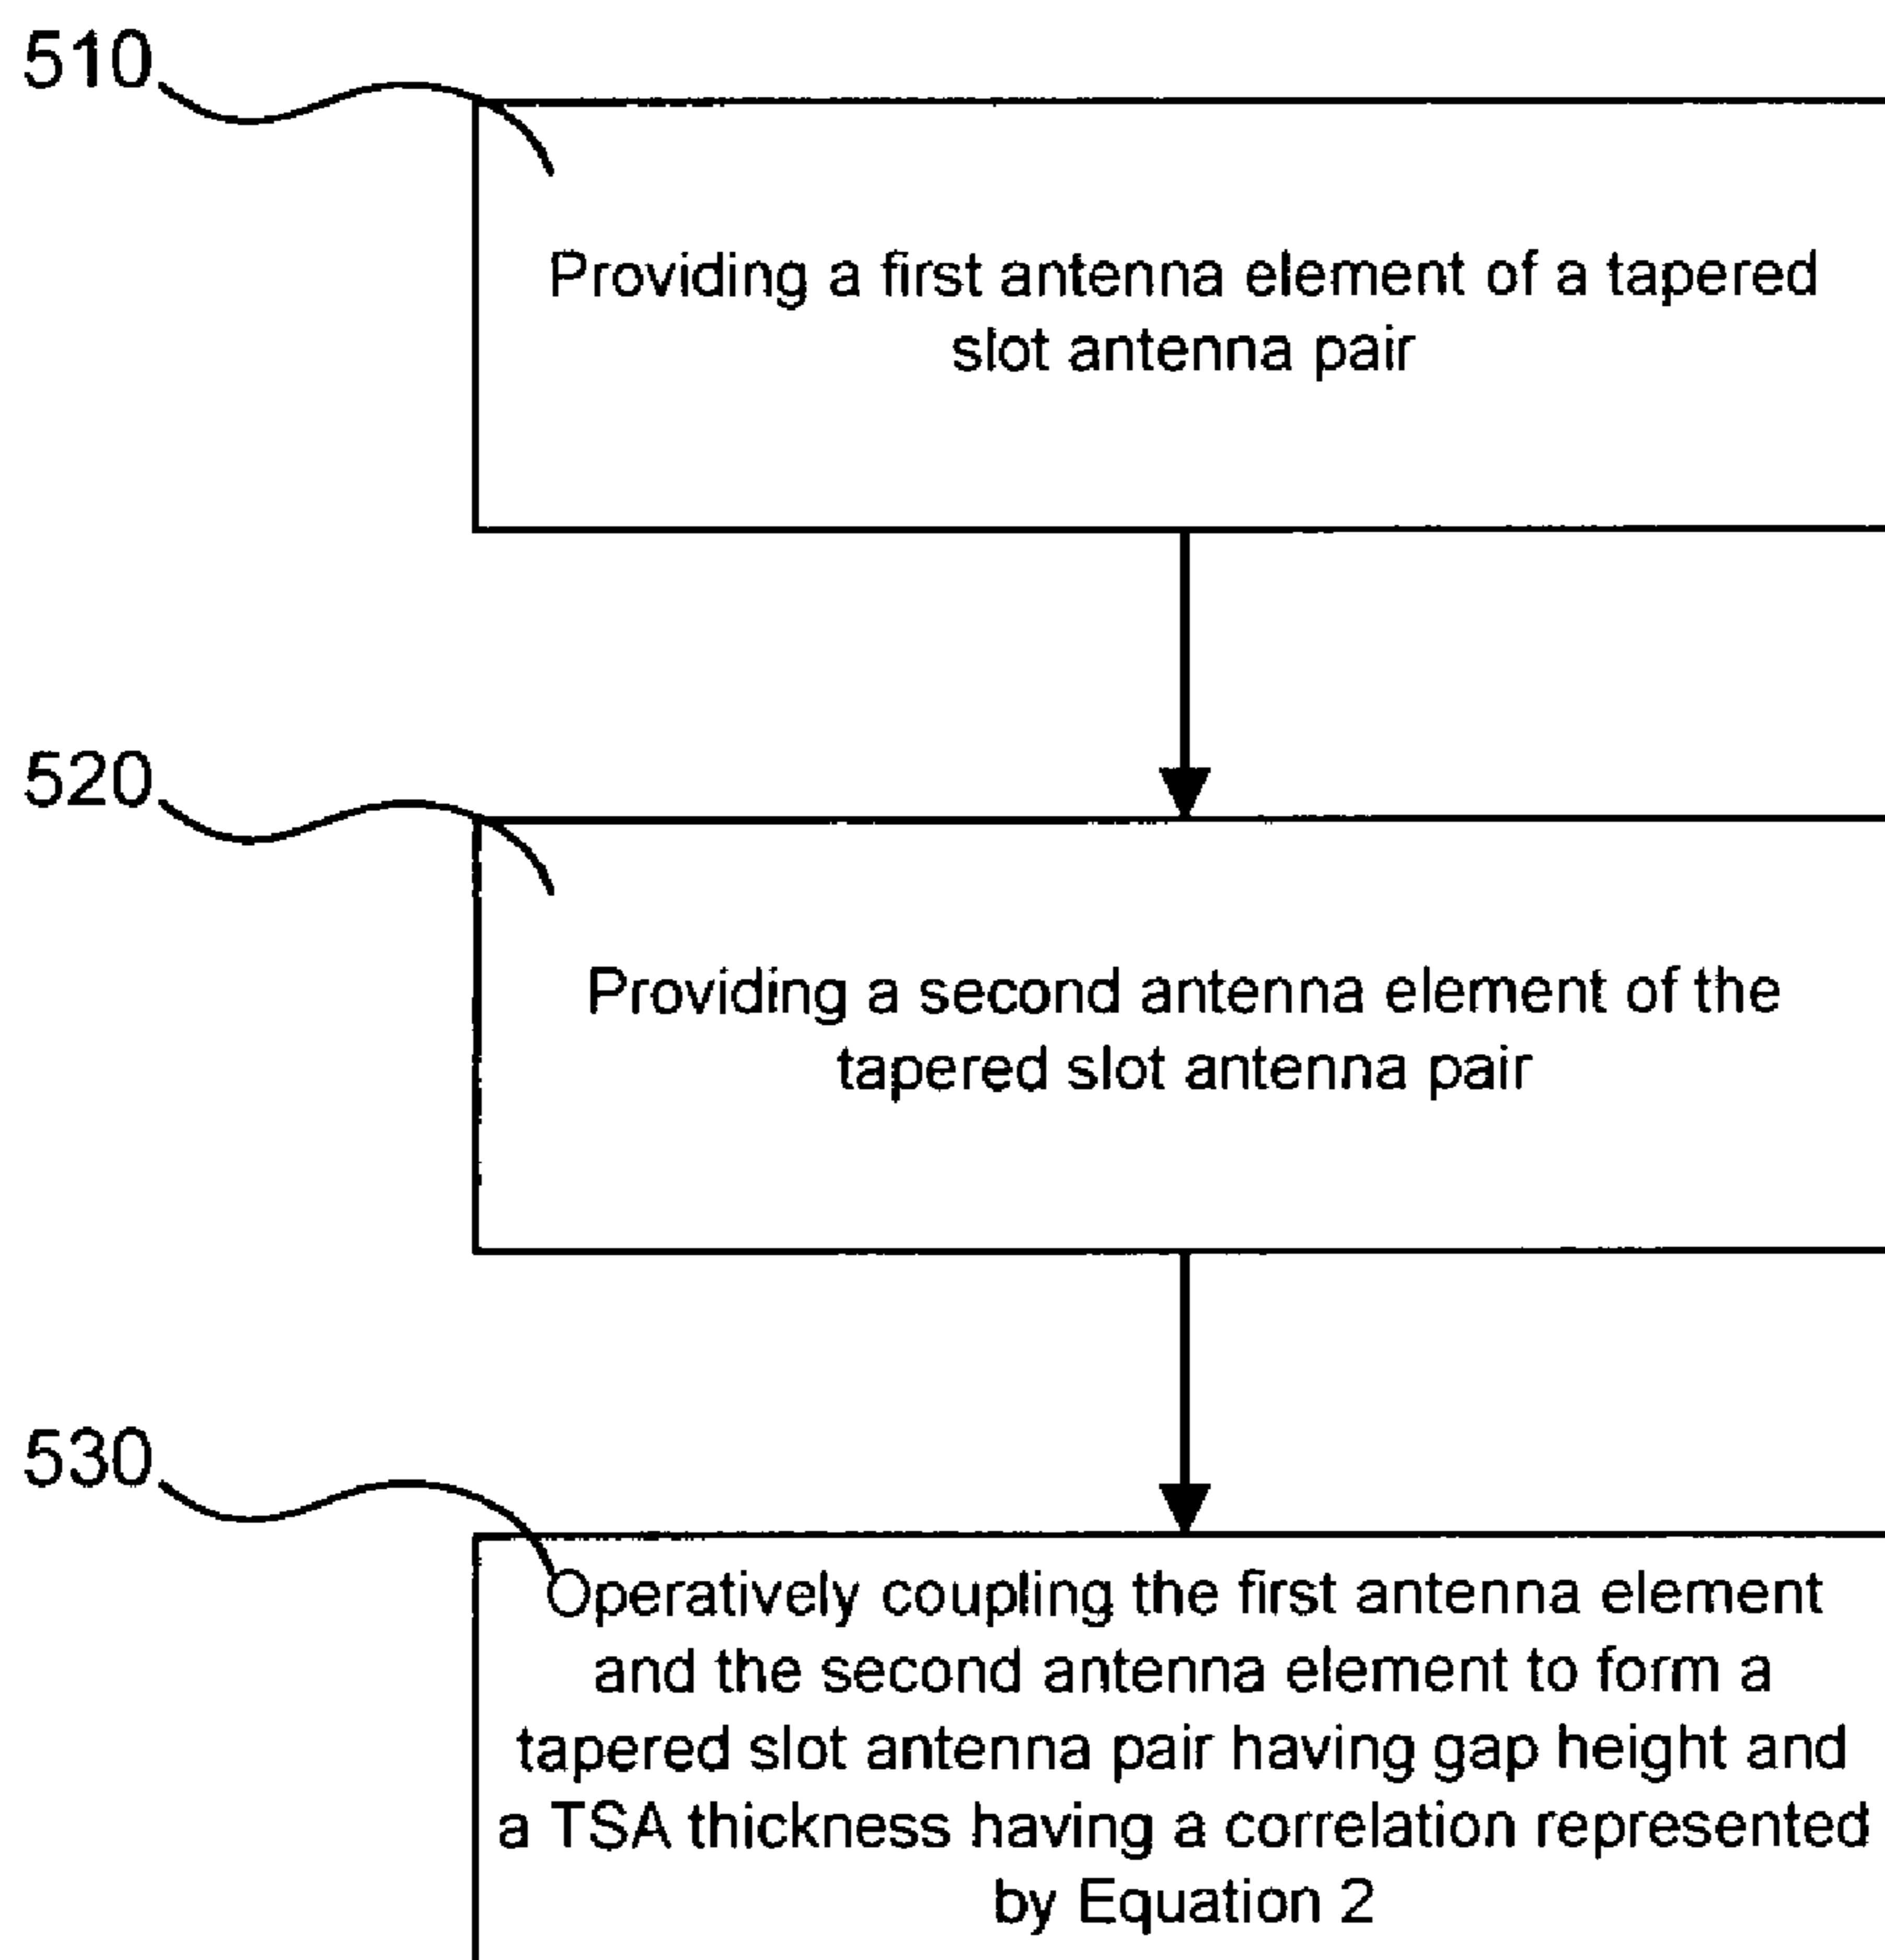 510
Providing a first antenna element of a tapered
slot antenna pair
520
Providing a second antenna element of the
tapered slot antenna pair
530
Operatively coupling the first antenna element
and the second antenna element to form a
tapered slot antenna pair having gap height and
a TSA thickness having a correlation represented
by Equation 2